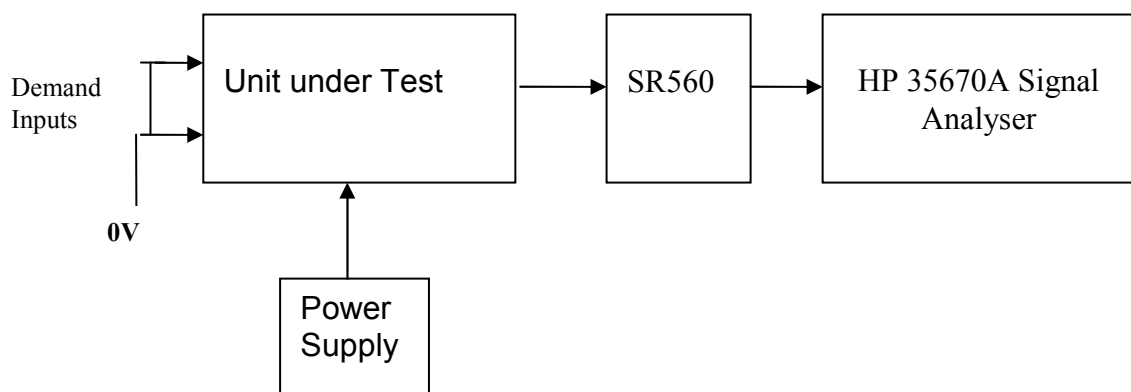 Demand
Inputs
0V
Unit under Test
SR560
HP 35670A Signal
Analyser
Power
Supply